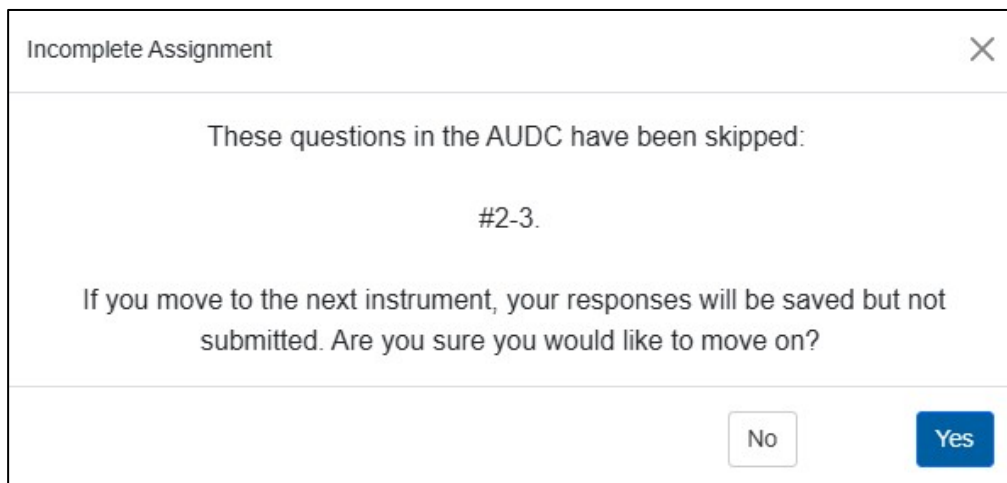 Incomplete Assignment
These questions in the AUDC have been skipped:
#2-3.
If you move to the next instrument, your responses will be saved but not
submitted. Are you sure you would like to move on?
No
Yes